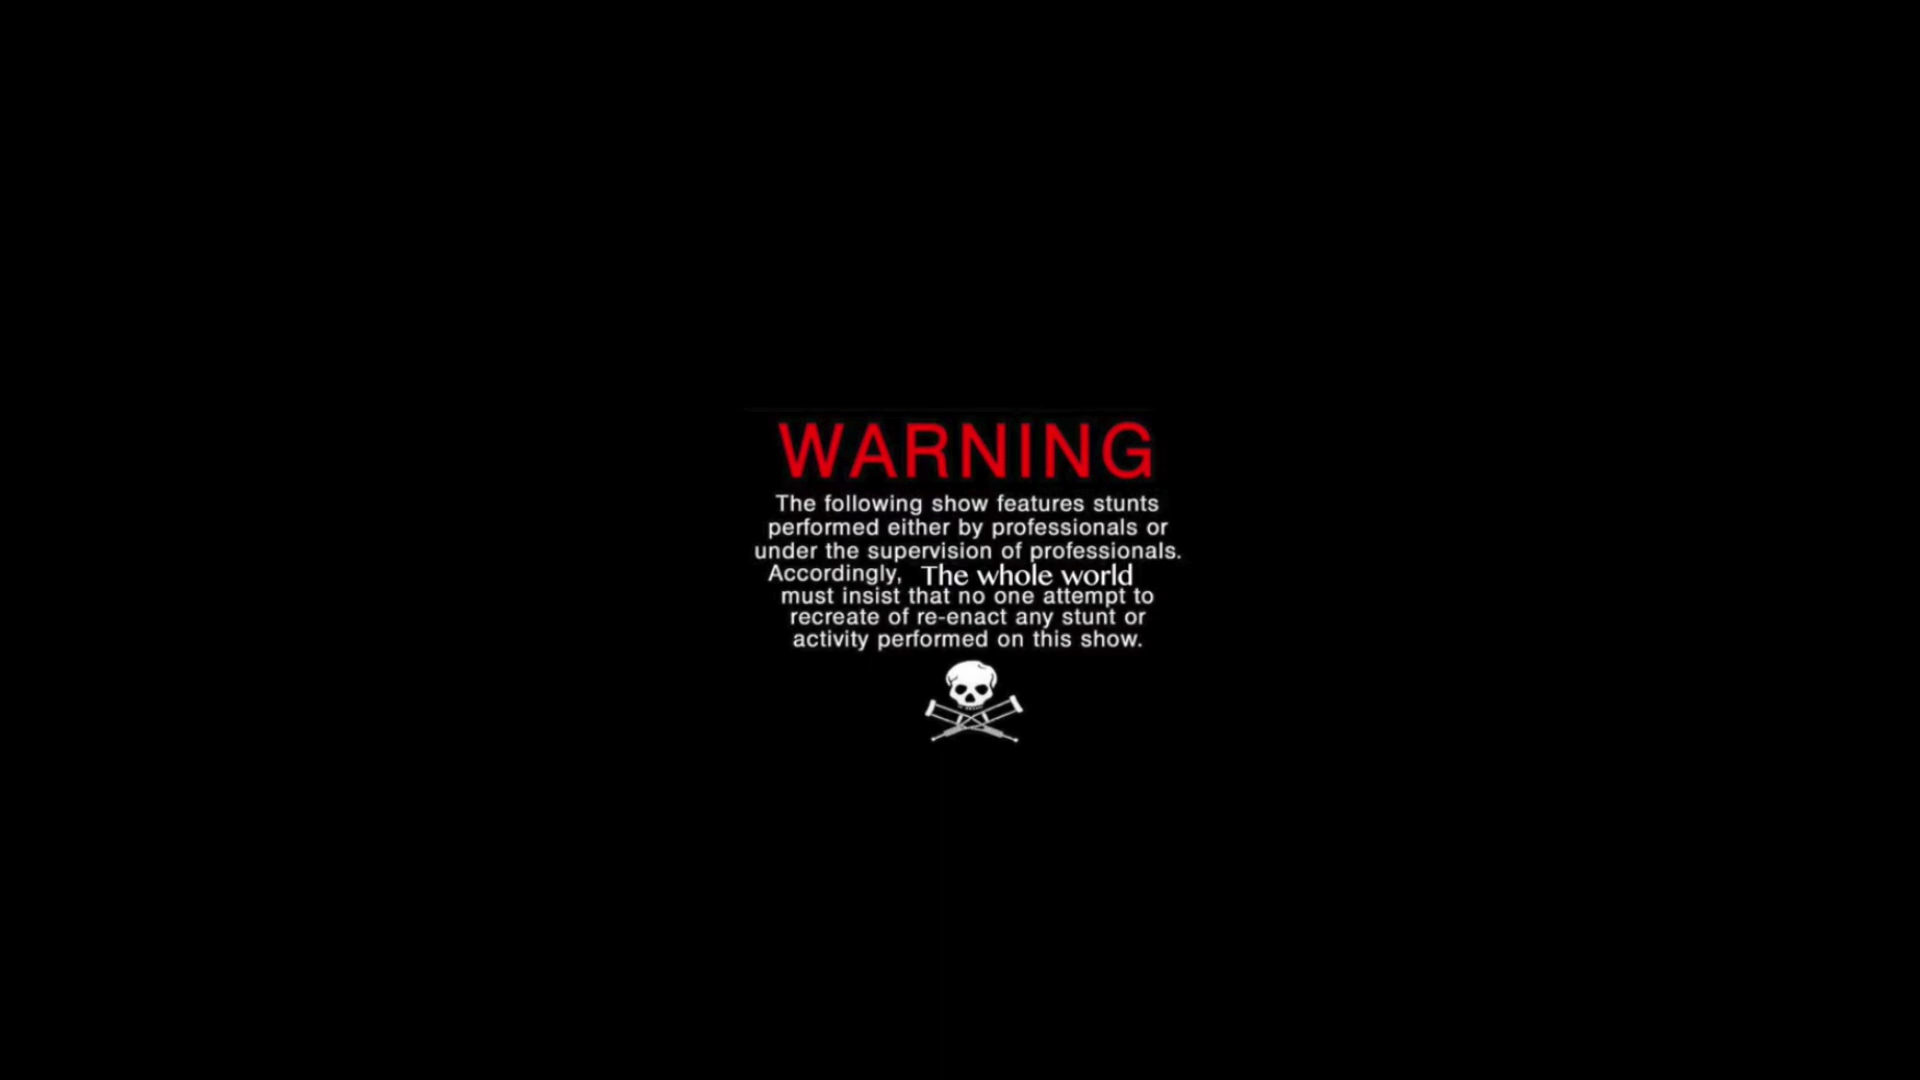 WARNING
The following show features stunts
performed either by professionals or
under the supervision of professionals.
Accordingly, The whole world
must insist that no one attempt to
recreate of re-enact any stunt or
activity performed on this show.